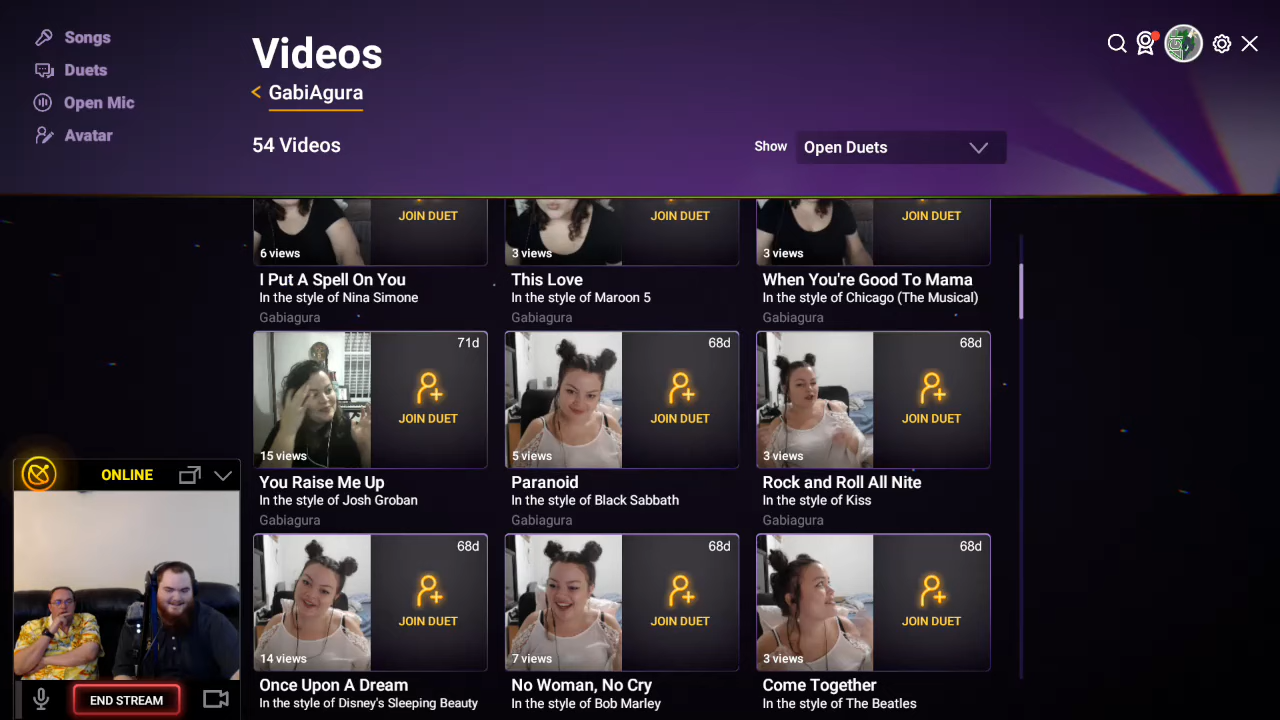 Songs
Duets
Open Mic
Avatar
Videos
< GabiAgura
54 Videos
Show Open Duets
JOIN DUET
6 views
I Put A Spell On You
In the style of Nina Simone
Gabiagura
JOIN DUET
3 views
This Love
In the style of Maroon 5
Gabiagura
JOIN DUET
3 views
When You're Good To Mama
In the style of Chicago (The Musical)
Gabiagura
71d
JOIN DUET
15 views
You Raise Me Up
In the style of Josh Groban
Gabiagura
68d
JOIN DUET
5 views
Paranoid
In the style of Black Sabbath
Gabiagura
68d
JOIN DUET
3 views
Rock and Roll All Nite
In the style of Kiss
Gabiagura
68d
JOIN DUET
14 views
Once Upon A Dream
In the style of Disney's Sleeping Beauty
68d
JOIN DUET
7 views
No Woman, No Cry
In the style of Bob Marley
68d
JOIN DUET
3 views
Come Together
In the style of The Beatles
ONLINE
END STREAM